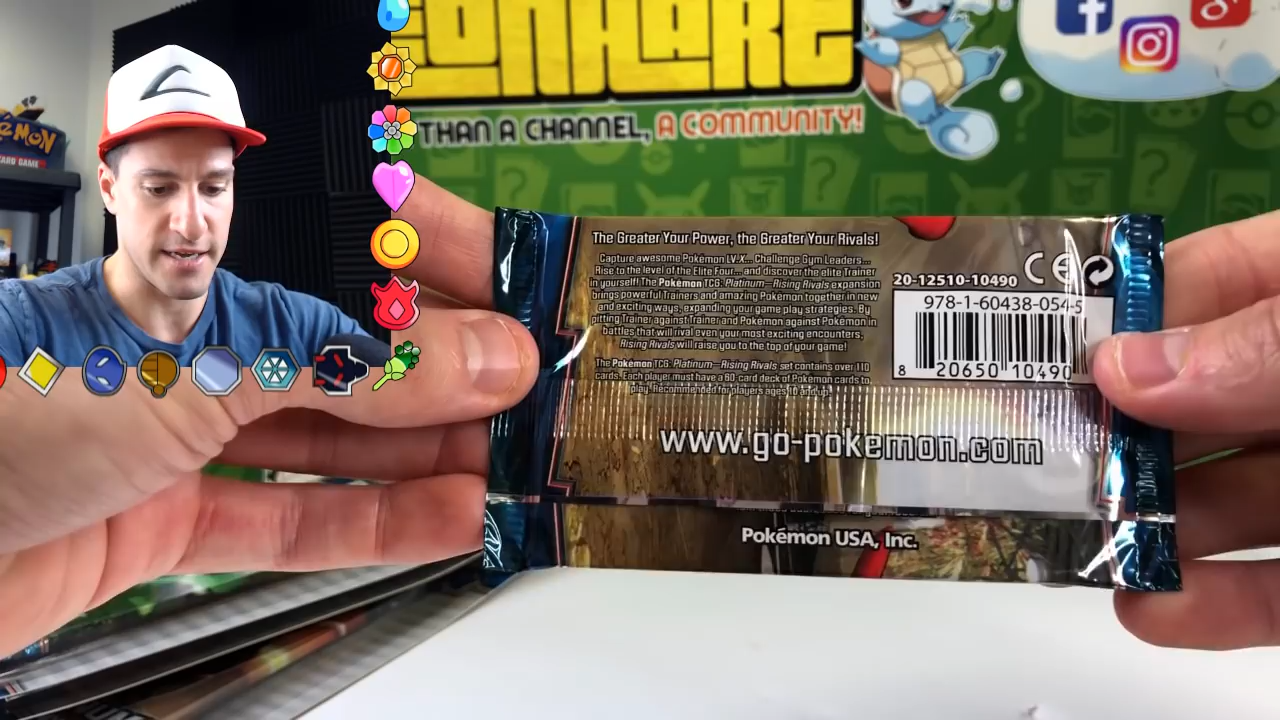 EONHART
THAN A CHANNEL, A COMMUNITY!
POKéMON
CARD GAME
The Greater Your Power, the Greater Your Rivals!
Capture awesome Pokémon LV.X... Challenge Gym Leaders...
Rise to the level of the Elite Four... and discover the elite Trainer
in yourself! The Pokémon TCG: Platinum—Rising Rivals expansion
brings powerful Trainers and amazing Pokémon together in new
and exciting ways, expanding your game play strategies. By
pitting Trainer against Trainer and Pokémon against Pokémon in
battles that will rival even your most exciting encounters,
Rising Rivals will raise you to the top of your game!
The Pokémon TCG: Platinum—Rising Rivals set contains over 110
cards. Each player must have a 60 card deck of Pokémon cards to
play. Recommended for players ages 10 and up.
20-12510-10490 CE
978-1-60438-054-5
8 20650 10490
www.go-pokemon.com
Pokémon USA, Inc.